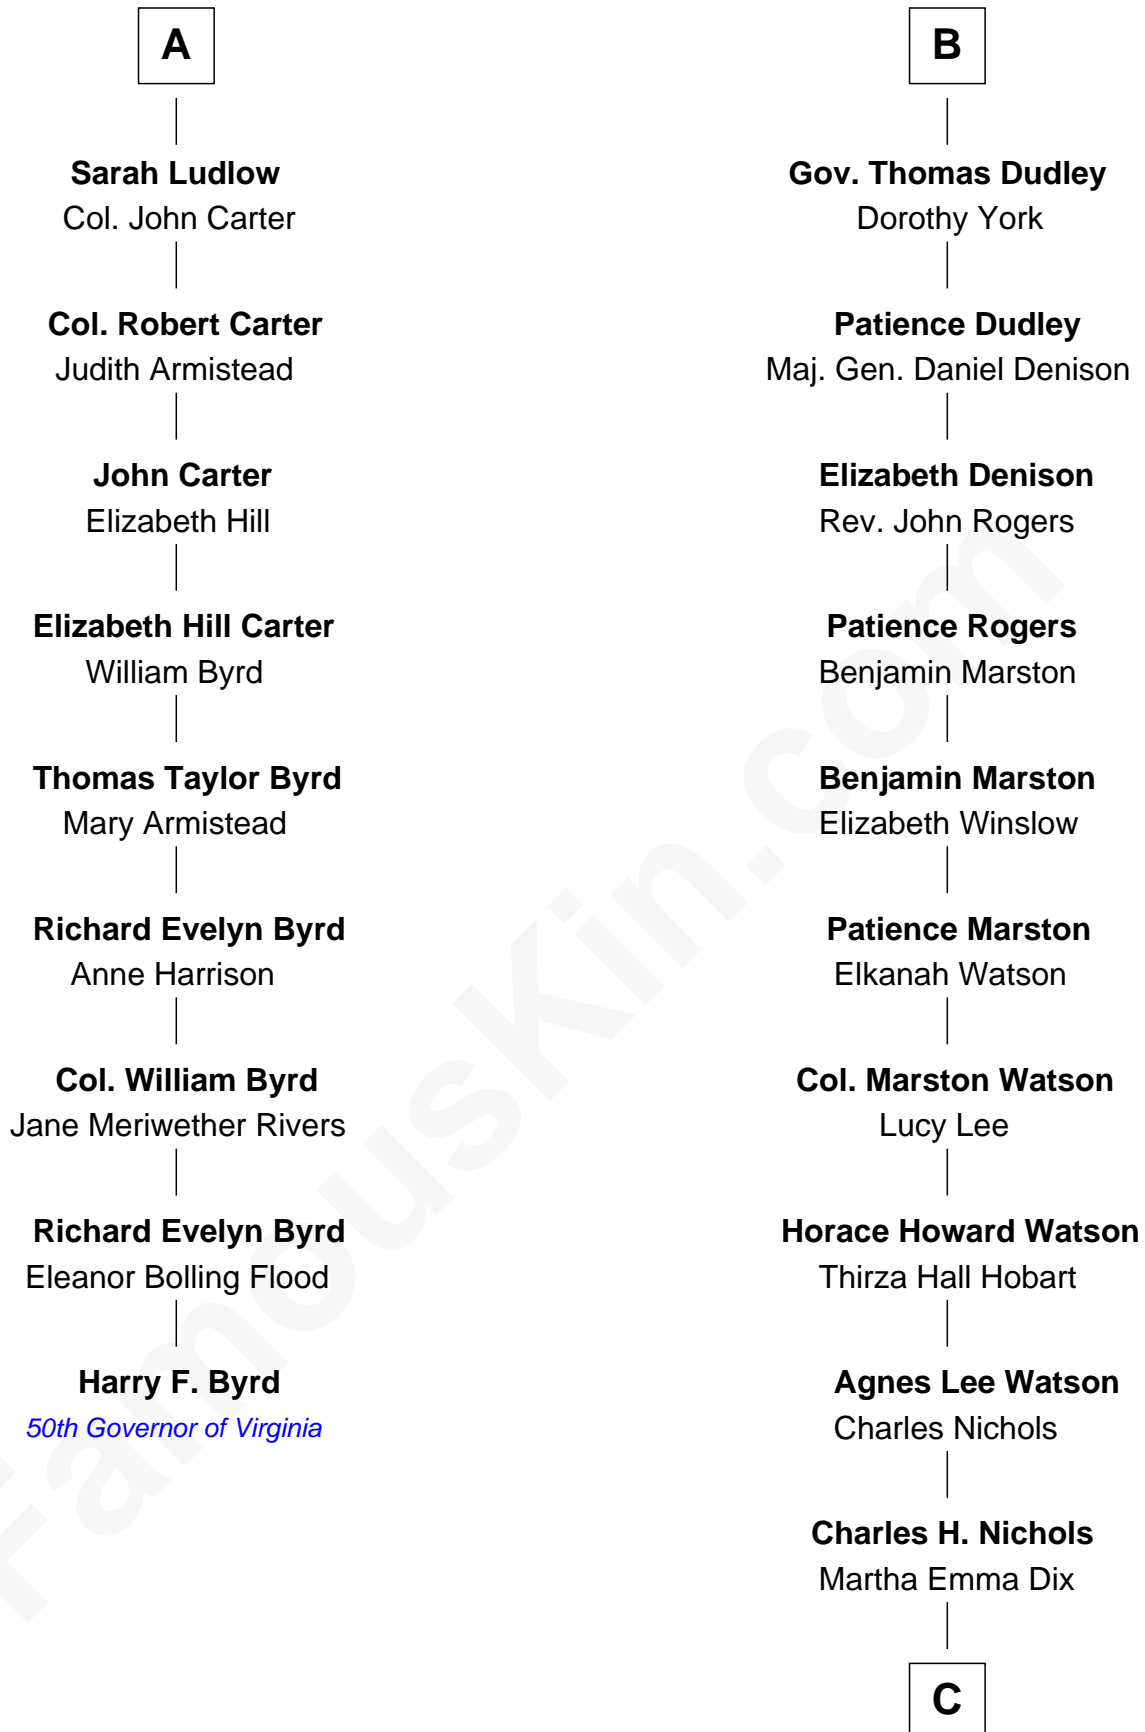 A
Sarah Ludlow
Col. John Carter
Col. Robert Carter
Judith Armistead
John Carter
Elizabeth Hill
Elizabeth Hill Carter
William Byrd
Thomas Taylor Byrd
Mary Armistead
Richard Evelyn Byrd
Anne Harrison
Col. William Byrd
Jane Meriwether Rivers
Richard Evelyn Byrd
Eleanor Bolling Flood
Harry F. Byrd
50th Governor of Virginia
B
Gov. Thomas Dudley
Dorothy York
Patience Dudley
Maj. Gen. Daniel Denison
Elizabeth Denison
Rev. John Rogers
Patience Rogers
Benjamin Marston
Benjamin Marston
Elizabeth Winslow
Patience Marston
Elkanah Watson
Col. Marston Watson
Lucy Lee
Horace Howard Watson
Thirza Hall Hobart
Agnes Lee Watson
Charles Nichols
Charles H. Nichols
Martha Emma Dix
C
FamousKin.com